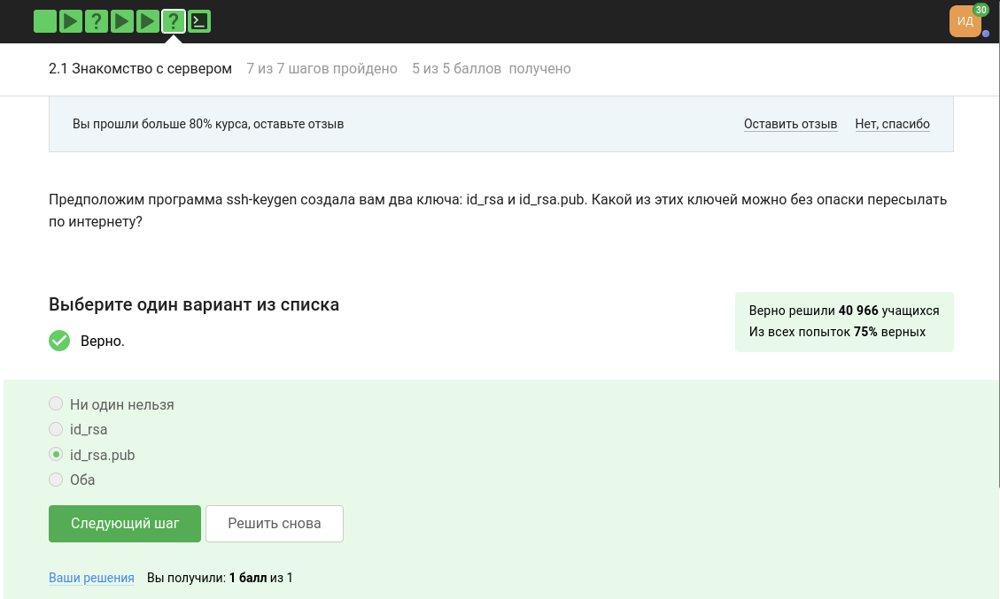 ИД
30
2.1 Знакомство с сервером 7 из 7 шагов пройдено 5 из 5 баллов получено
Вы прошли больше 80% курса, оставьте отзыв Оставить отзыв Нет, спасибо
Предположим программа ssh-keygen создала вам два ключа: id_rsa и id_rsa.pub. Какой из этих ключей можно без опаски пересылать
по интернету?
Выберите один вариант из списка
Верно.
Верно решили 40 966 учащихся
Из всех попыток 75% верных
Ни один нельзя
id_rsa
id_rsa.pub
Оба
Следующий шаг Решить снова
Ваши решения Вы получили: 1 балл из 1